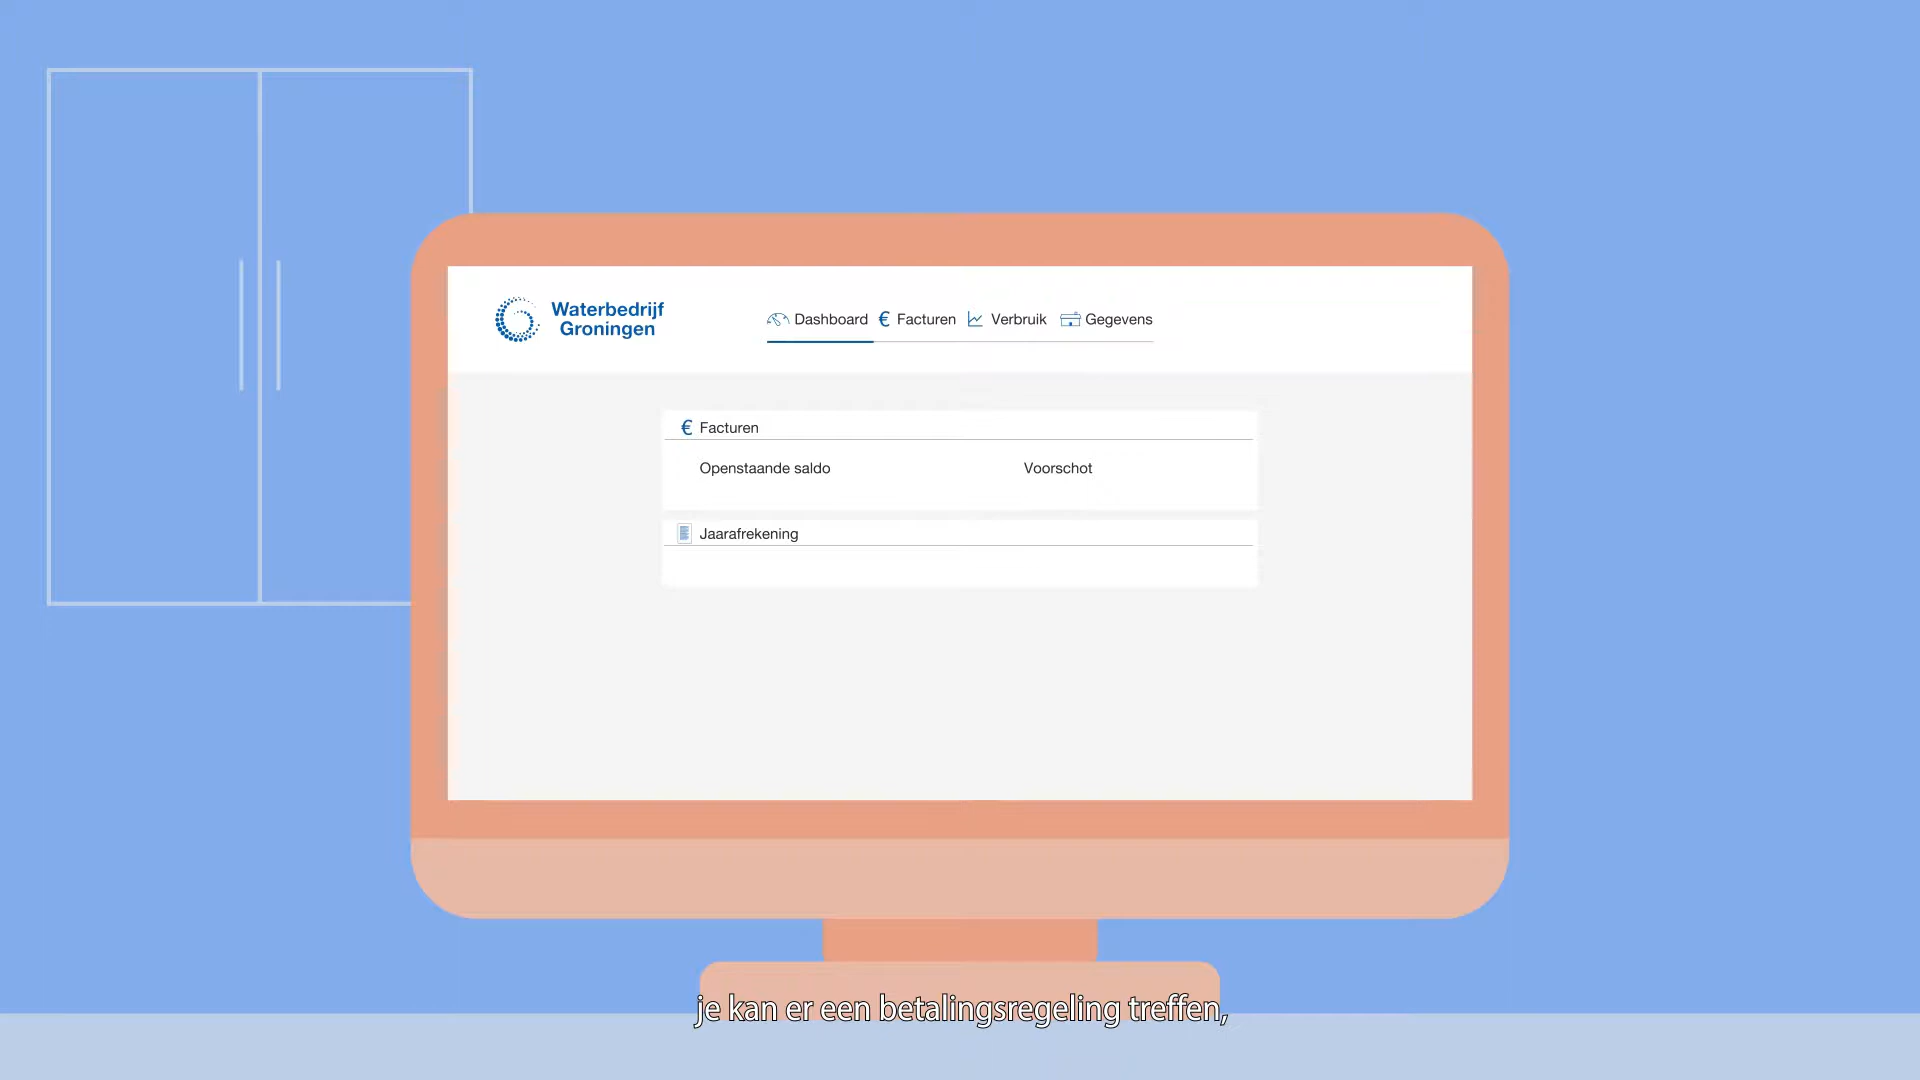 Waterbedrijf
Groningen
Dashboard € Facturen Verbruik Gegevens
€ Facturen
Openstaande saldo Voorschot
Jaarafrekening
je kan er een betalingsregeling treffen,